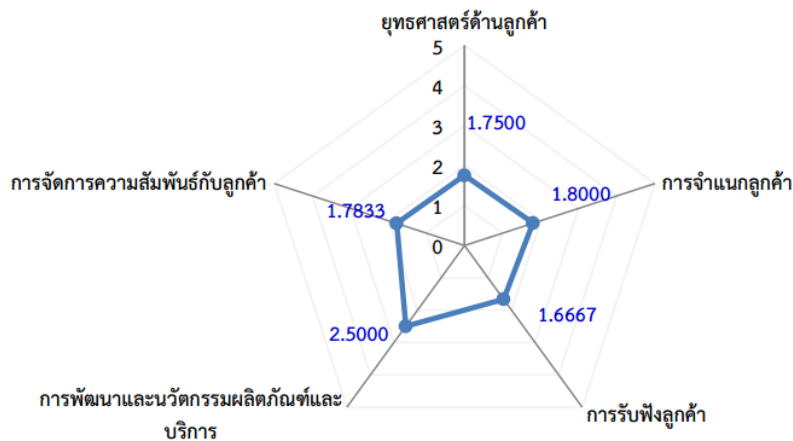 ยุทธศาสตร์ด้านลูกค้า
5
4
3
1.7500
2
การจัดการความสัมพันธ์กับลูกค้า
1.8000
การจำแนกลูกค้า
1.7833
1
0
1.6667
2.5000
การพัฒนาและนวัตกรรมผลิตภัณฑ์และ
บริการ
การรับฟังลูกค้า